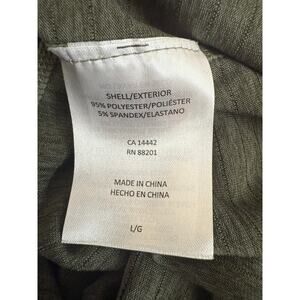 SHELL/EXTERIOR
95% POLYESTER/POLIÉSTER
5% SPANDEX/ELASTANO
CA 14442
RN 88201
MADE IN CHINA
HECHO EN CHINA
L/G